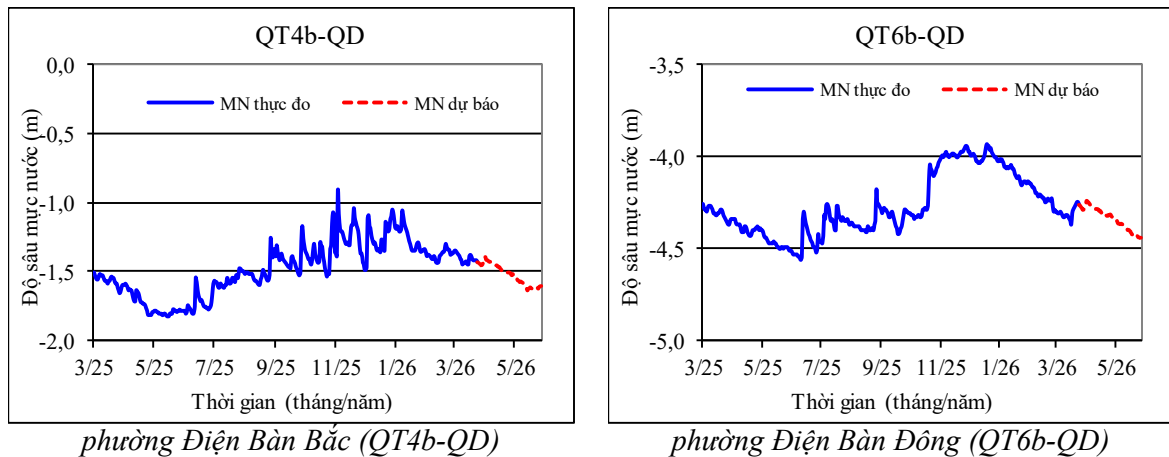 QT4b-QD
0,0
-0,5
-1,0
-1,5
-2,0
Độ sâu mực nước (m)
MN thực đo
MN dự báo
3/25 5/25 7/25 9/25 11/25 1/26 3/26 5/26
Thời gian (tháng/năm)
phường Điện Bàn Bắc (QT4b-QD)
QT6b-QD
-3,5
-4,0
-4,5
-5,0
Độ sâu mực nước (m)
MN thực đo
MN dự báo
3/25 5/25 7/25 9/25 11/25 1/26 3/26 5/26
Thời gian (tháng/năm)
phường Điện Bàn Đông (QT6b-QD)